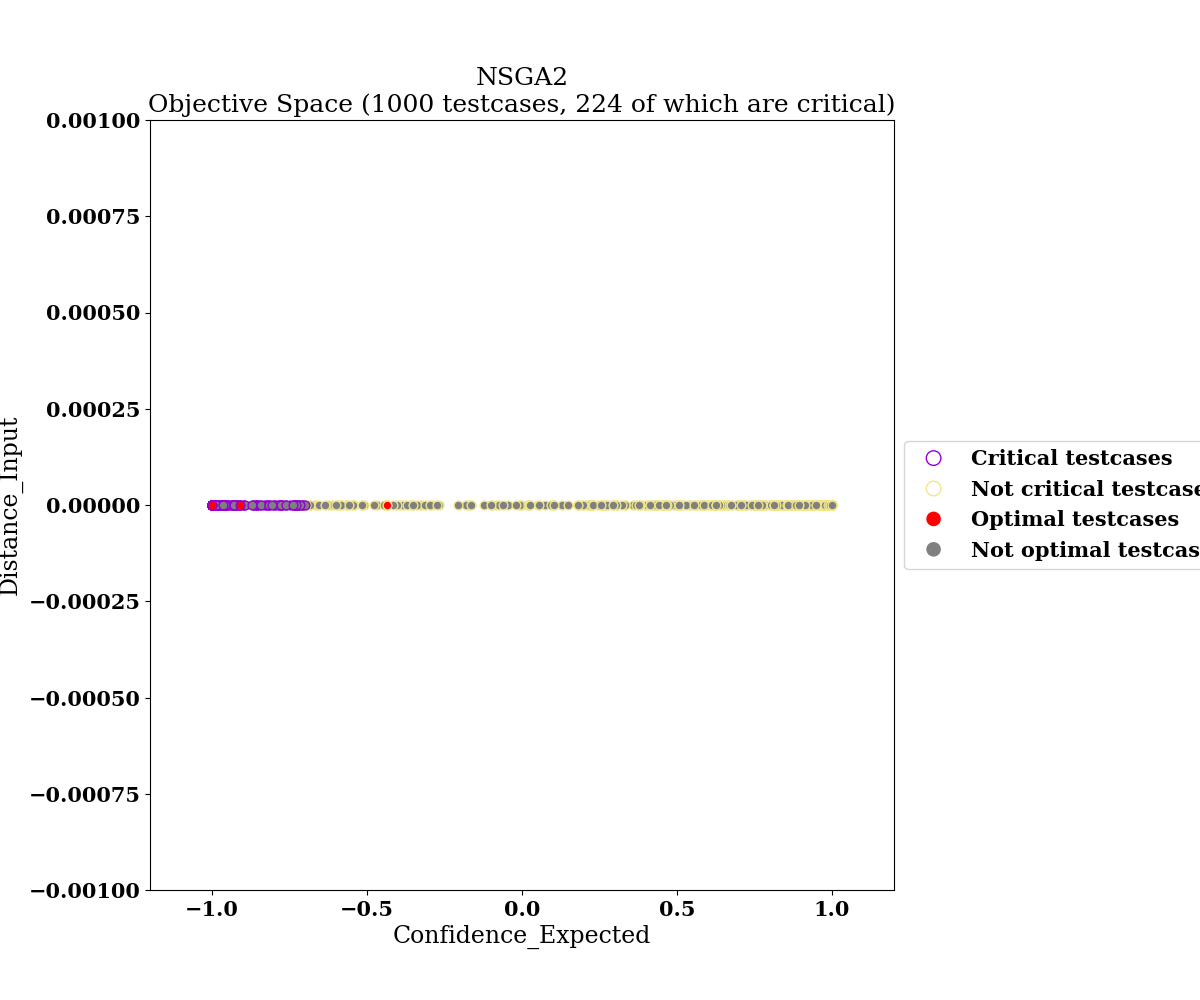 NSGA2
Objective Space (1000 testcases, 224 of which are critical)
0.00100
0.00075
0.00050
0.00025
0.00000
−0.00025
−0.00050
−0.00075
−0.00100
Distance_Input
−1.0
−0.5
0.0
0.5
1.0
Confidence_Expected
Critical testcases
Not critical testcase
Optimal testcases
Not optimal testcas